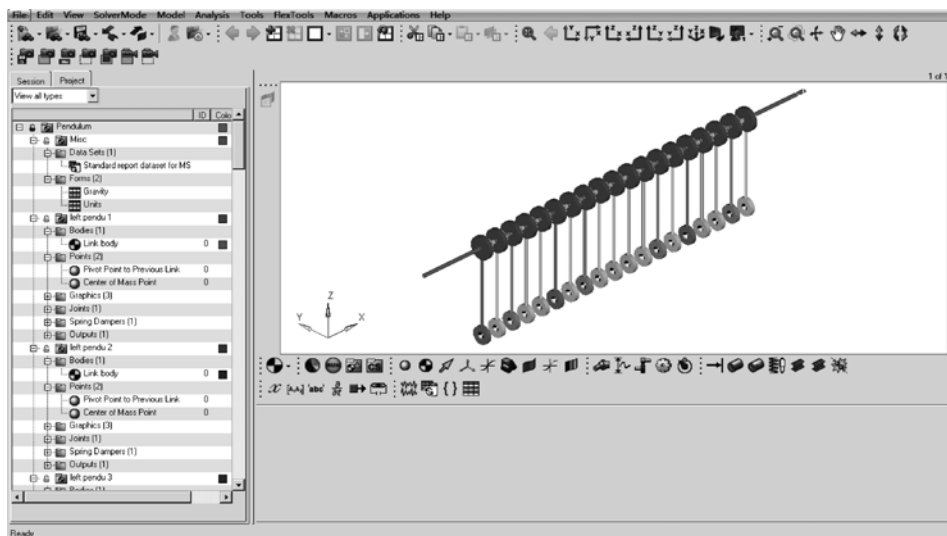 File Edit View SolverMode Model Analysis Tools FlexTools Macros Applications Help
Session Project
View all types
1 of 1
ID Colo
Pendulum
Misc
Data Sets (1)
Standard report dataset for MS
Forms (2)
Gravity
Units
left pendu 1
Bodies (1)
Link body 0
Points (2)
Pivot Point to Previous Link 0
Center of Mass Point 0
Graphics (3)
Joints (1)
Spring Dampers (1)
Outputs (1)
left pendu 2
Bodies (1)
Link body 0
Points (2)
Pivot Point to Previous Link 0
Center of Mass Point 0
Graphics (3)
Joints (1)
Spring Dampers (1)
Outputs (1)
left pendu 3
Bodies (1)
Z
Y X
'abc'
Ready